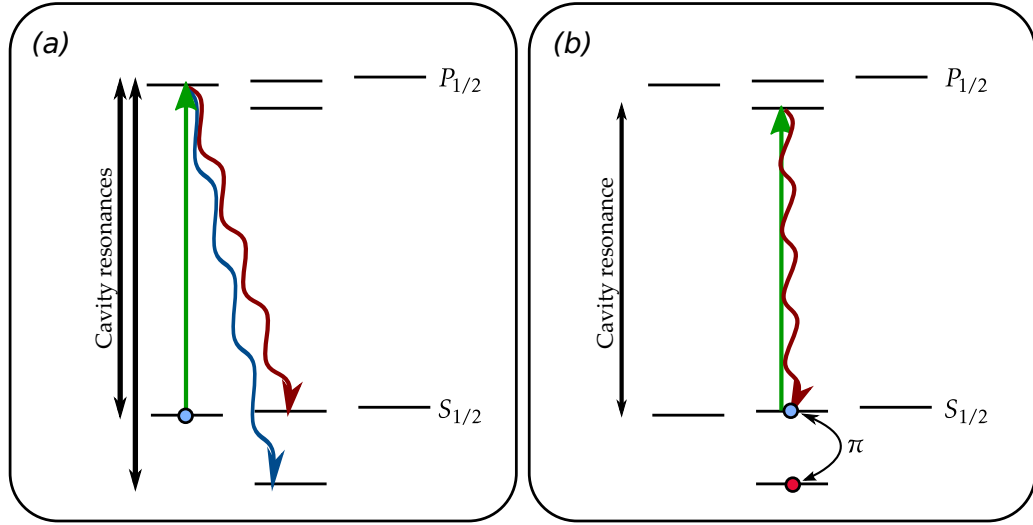 (a)
P1/2
Cavity resonances
S1/2
(b)
P1/2
Cavity resonance
S1/2
π